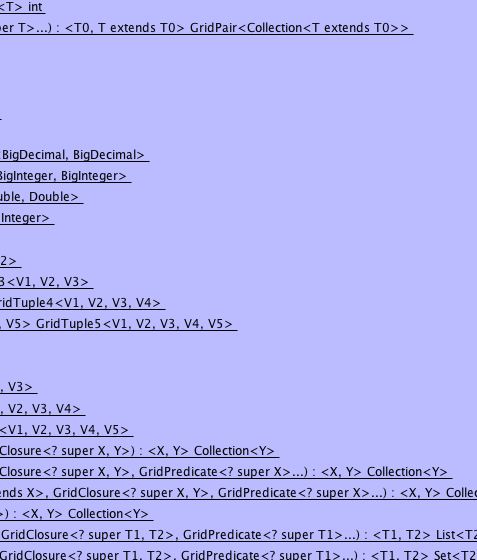 <T> int
per T>...) : <T0, T extends T0> GridPair<Collection<T extends T0>>
<BigDecimal, BigDecimal>
BigInteger, BigInteger>
uble, Double>
Integer>
2>
3<V1, V2, V3>
ridTuple4<V1, V2, V3, V4>
, V5> GridTuple5<V1, V2, V3, V4, V5>
, V3>
, V2, V3, V4>
<V1, V2, V3, V4, V5>
Closure<? super X, Y>) : <X, Y> Collection<Y>
Closure<? super X, Y>, GridPredicate<? super X>...) : <X, Y> Collection<Y>
ends X>, GridClosure<? super X, Y>, GridPredicate<? super X>...) : <X, Y> Collec
>) : <X, Y> Collection<Y>
GridClosure<? super T1, T2>, GridPredicate<? super T1>...) : <T1, T2> List<T2
GridClosure<? super T1, T2>, GridPredicate<? super T1>...) : <T1, T2> Set<T2